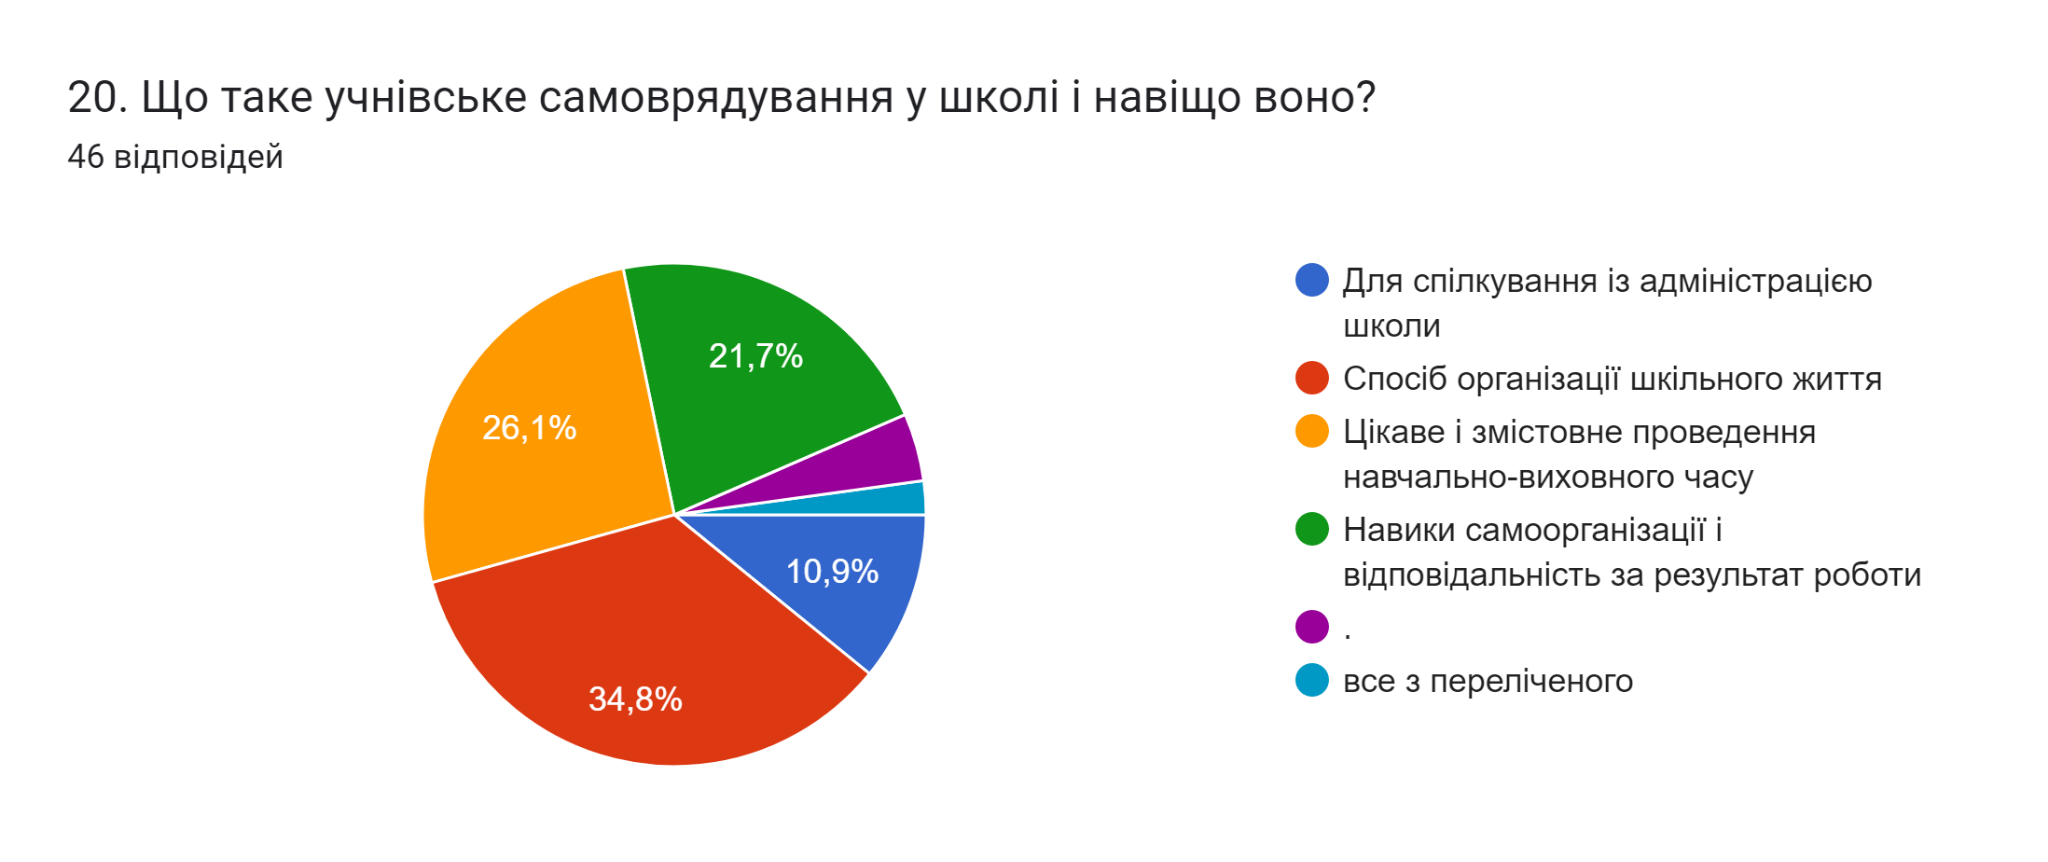 20. Що таке учнівське самоврядування у школі і навіщо воно?
46 відповідей
21,7%
26,1%
10,9%
34,8%
Для спілкування із адміністрацією
школи
Спосіб організації шкільного життя
Цікаве і змістовне проведення
навчально-виховного часу
Навики самоорганізації і
відповідальність за результат роботи
.
все з переліченого